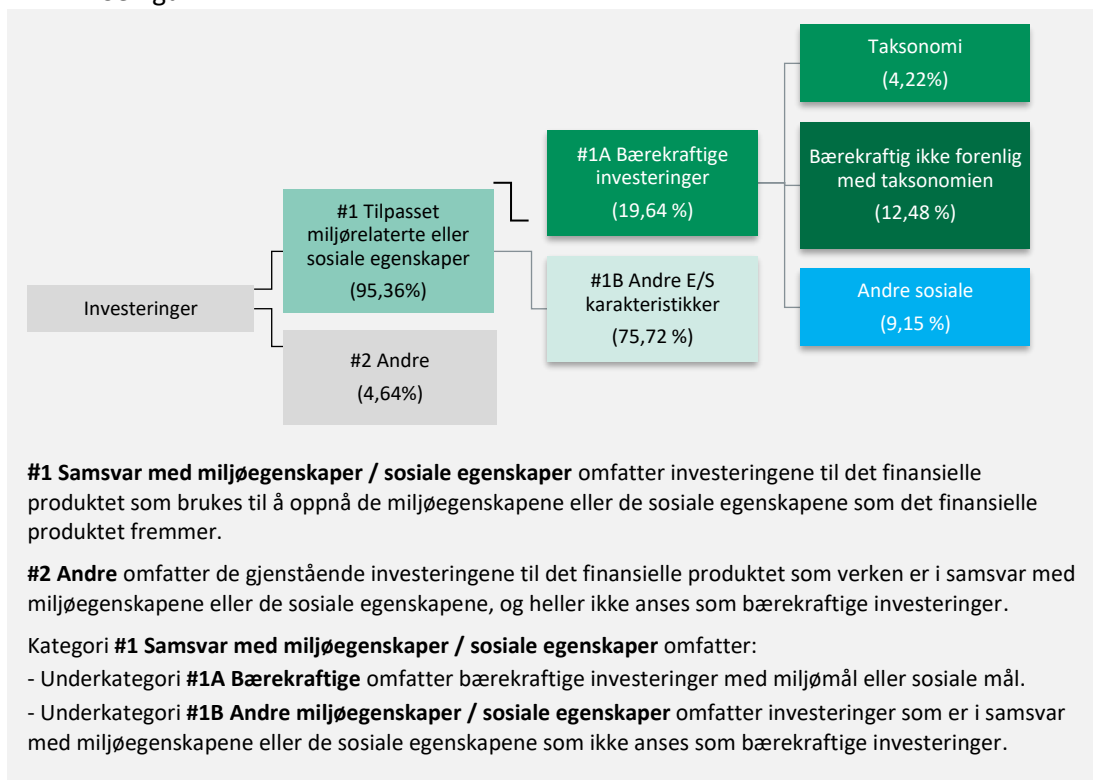 Taksonomi
(4,22%)
#1A Bærekraftige
investeringer
(19,64 %)
Bærekraftig ikke forenlig
med taksonomien
(12,48 %)
#1 Tilpasset
miljørelaterte eller
sosiale egenskaper
(95,36%)
#1B Andre E/S
karakteristikker
(75,72 %)
Andre sosiale
(9,15 %)
Investeringer
#2 Andre
(4,64%)
#1 Samsvar med miljøegenskaper / sosiale egenskaper omfatter investeringene til det finansielle
produktet som brukes til å oppnå de miljøegenskapene eller de sosiale egenskapene som det finansielle
produktet fremmer.
#2 Andre omfatter de gjenstående investeringene til det finansielle produktet som verken er i samsvar med
miljøegenskapene eller de sosiale egenskapene, og heller ikke anses som bærekraftige investeringer.
Kategori #1 Samsvar med miljøegenskaper / sosiale egenskaper omfatter:
- Underkategori #1A Bærekraftige omfatter bærekraftige investeringer med miljømål eller sosiale mål.
- Underkategori #1B Andre miljøegenskaper / sosiale egenskaper omfatter investeringer som er i samsvar
med miljøegenskapene eller de sosiale egenskapene som ikke anses som bærekraftige investeringer.